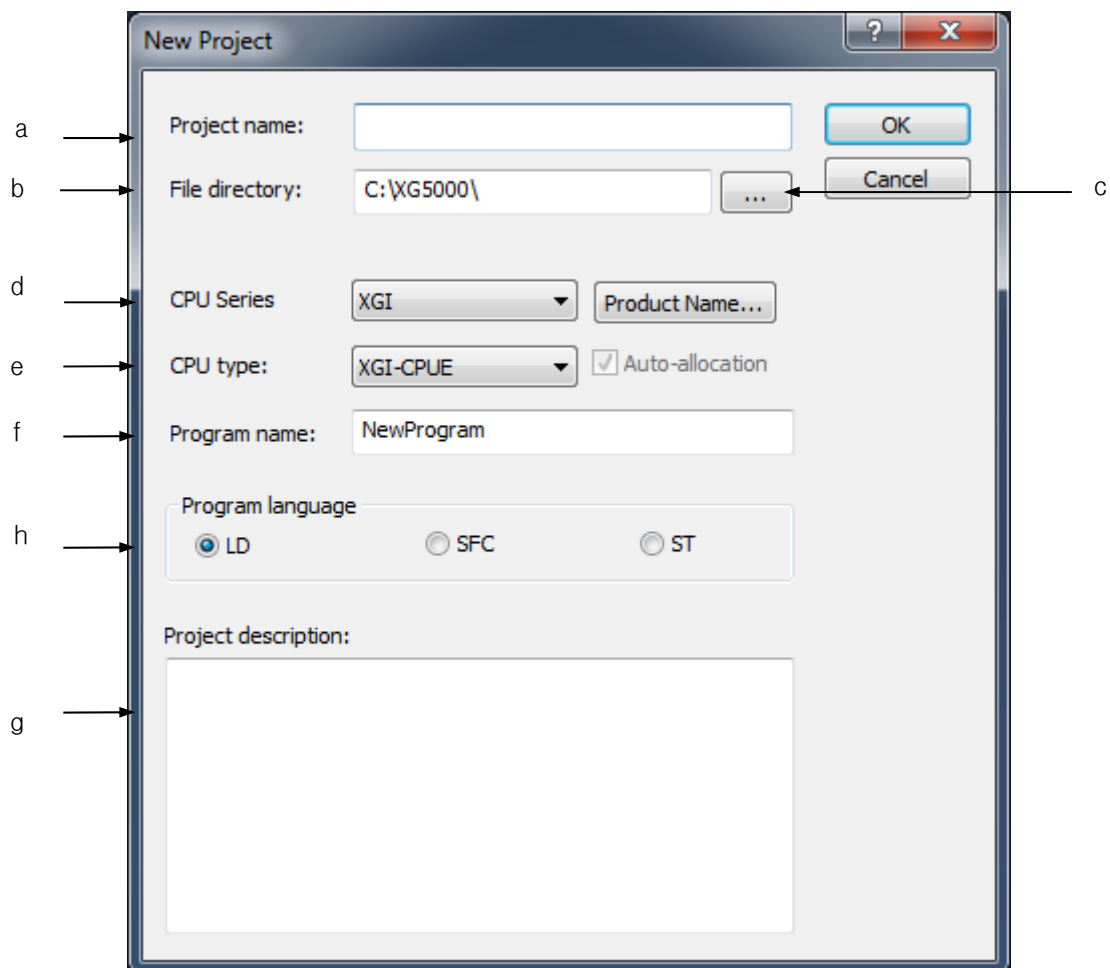 New Project
?
X
a
Project name:
OK
b
File directory:
C:\XG5000\
...
Cancel
c
d
CPU Series
XGI
Product Name...
e
CPU type:
XGI-CPUE
Auto-allocation
f
Program name:
NewProgram
Program language
h
LD
SFC
ST
Project description:
g